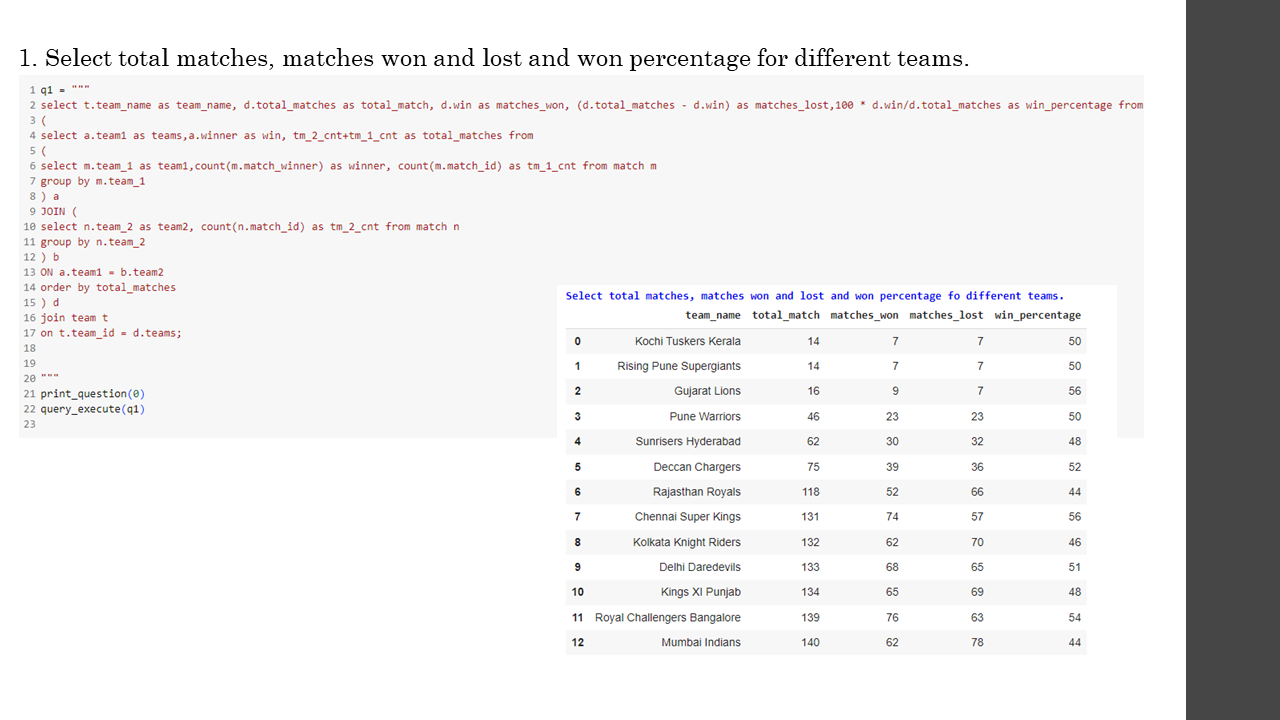 1. Select total matches, matches won and lost and won percentage for different teams.
1 q1 = """
2 select t.team_name as team_name, d.total_matches as total_match, d.win as matches_won, (d.total_matches - d.win) as matches_lost,100 * d.win/d.total_matches as win_percentage from
3 (
4 select a.team1 as teams,a.winner as win, tm_2_cnt+tm_1_cnt as total_matches from
5 (
6 select m.team_1 as team1,count(m.match_winner) as winner, count(m.match_id) as tm_1_cnt from match m
7 group by m.team_1
8 ) a
9 JOIN (
10 select n.team_2 as team2, count(n.match_id) as tm_2_cnt from match n
11 group by n.team_2
12 ) b
13 ON a.team1 = b.team2
14 order by total_matches
15 ) d
16 join team t
17 on t.team_id = d.teams;
18
19
20 """
21 print_question(0)
22 query_execute(q1)
23
Select total matches, matches won and lost and won percentage fo different teams.
team_name total_match matches_won matches_lost win_percentage
0 Kochi Tuskers Kerala 14 7 7 50
1 Rising Pune Supergiants 14 7 7 50
2 Gujarat Lions 16 9 7 56
3 Pune Warriors 46 23 23 50
4 Sunrisers Hyderabad 62 30 32 48
5 Deccan Chargers 75 39 36 52
6 Rajasthan Royals 118 52 66 44
7 Chennai Super Kings 131 74 57 56
8 Kolkata Knight Riders 132 62 70 46
9 Delhi Daredevils 133 68 65 51
10 Kings XI Punjab 134 65 69 48
11 Royal Challengers Bangalore 139 76 63 54
12 Mumbai Indians 140 62 78 44